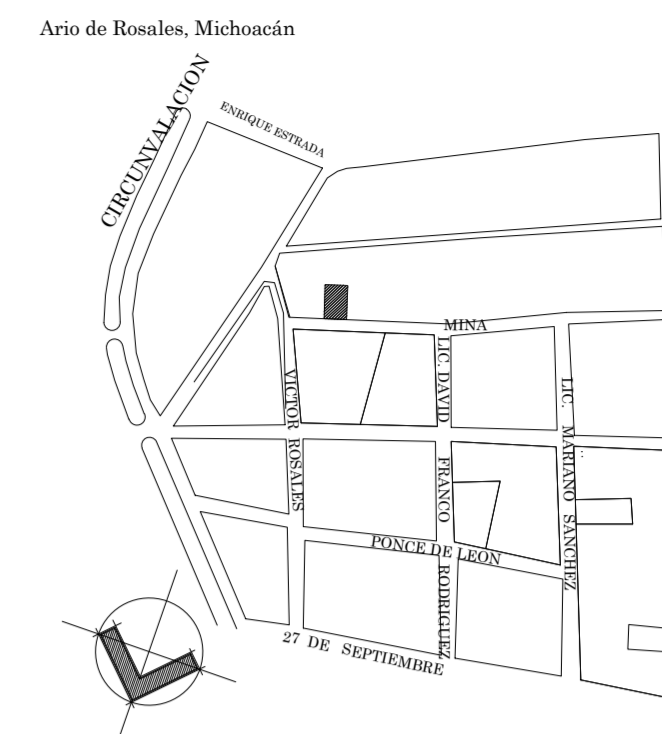 Ario de Rosales, Michoacán
CIRCUNVALACION
ENRIQUE ESTRADA
MINA
LIC. DAVID FRANCO RODRIGUEZ
VICTOR ROSALES
LIC. MARIANO SANCHEZ
PONCE DE LEON
27 DE SEPTIEMBRE